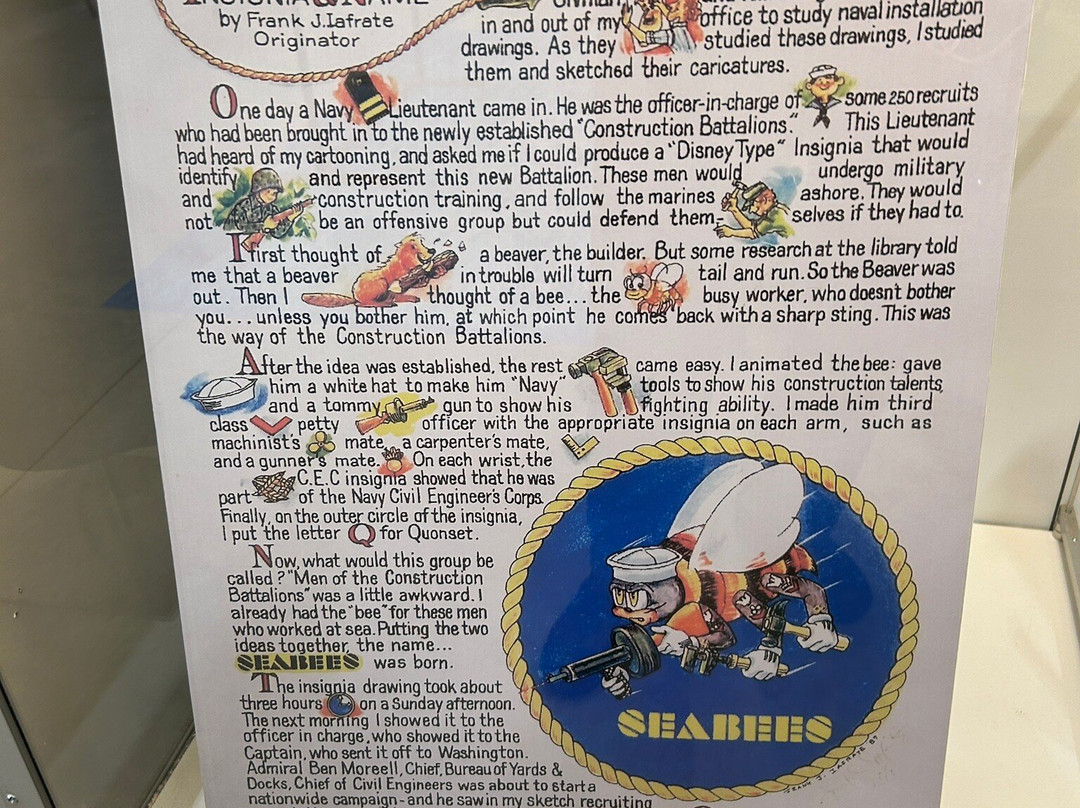 INSIGNIA & NAME
by Frank J. Iafrate
Originator
in and out of my office to study naval installation
drawings. As they studied these drawings, I studied
them and sketched their caricatures.
One day a Navy Lieutenant came in. He was the officer-in-charge of some 250 recruits
who had been brought in to the newly established "Construction Battalions." This Lieutenant
had heard of my cartooning, and asked me if I could produce a "Disney Type" Insignia that would
identify and represent this new Battalion. These men would undergo military
and construction training, and follow the marines ashore. They would
not be an offensive group but could defend themselves if they had to.
I first thought of a beaver, the builder. But some research at the library told
me that a beaver in trouble will turn tail and run. So the Beaver was
out. Then I thought of a bee... the busy worker, who doesn't bother
you... unless you bother him, at which point he comes back with a sharp sting. This was
the way of the Construction Battalions.
After the idea was established, the rest came easy. I animated the bee: gave
him a white hat to make him "Navy" tools to show his construction talents,
and a tommy gun to show his fighting ability. I made him third
class petty officer with the appropriate insignia on each arm, such as
machinist's mate, a carpenter's mate,
and a gunner's mate. On each wrist, the
C.E.C insignia showed that he was
part of the Navy Civil Engineer's Corps.
Finally, on the outer circle of the insignia,
I put the letter Q for Quonset.
Now, what would this group be
called? "Men of the Construction
Battalions" was a little awkward. I
already had the "bee" for these men
who worked at sea. Putting the two
ideas together, the name...
SEABEES was born.
The insignia drawing took about
three hours on a Sunday afternoon.
The next morning I showed it to the
officer in charge, who showed it to the
Captain, who sent it off to Washington.
Admiral Ben Moreell, Chief, Bureau of Yards &
Docks, Chief of Civil Engineers was about to start a
nationwide campaign - and he saw in my sketch recruiting
SEABEES
FRANK J. IAFRATE 87